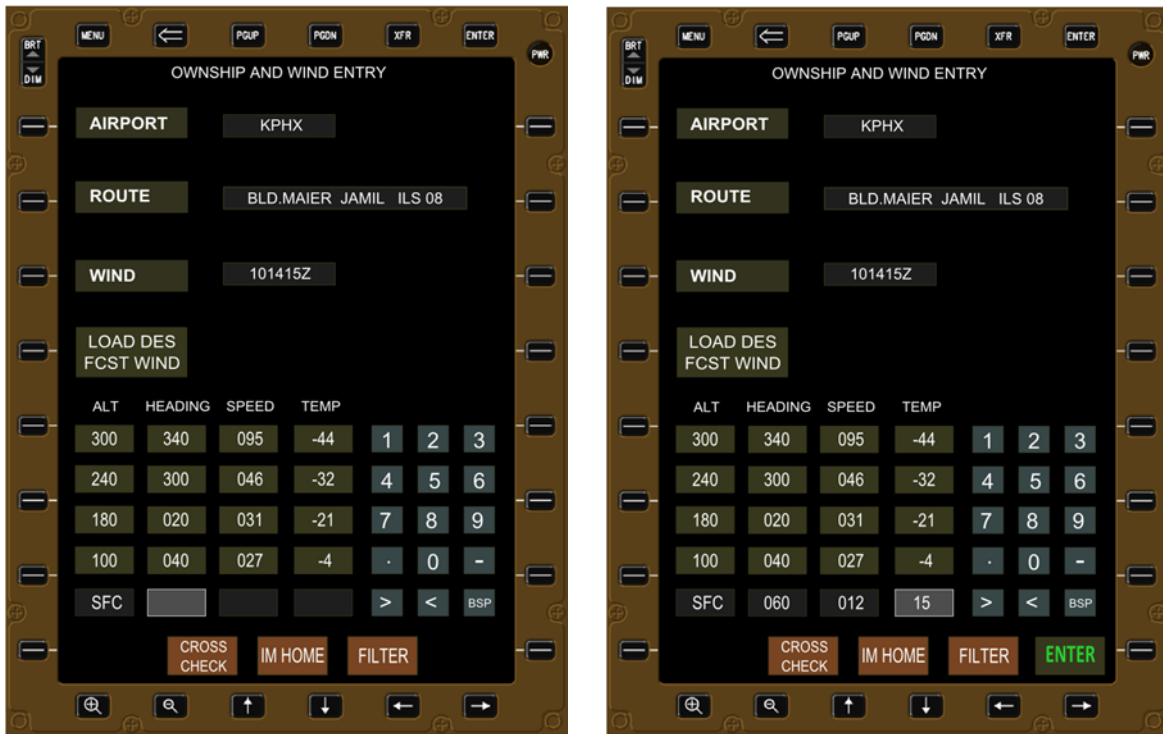 MENU PGUP PGDN XFR ENTER
BRT
DIM
PWR
OWNSHIP AND WIND ENTRY
AIRPORT KPHX
ROUTE BLD.MAIER JAMIL ILS 08
WIND 101415Z
LOAD DES
FCST WIND
ALT HEADING SPEED TEMP
300 340 095 -44 1 2 3
240 300 046 -32 4 5 6
180 020 031 -21 7 8 9
100 040 027 -4 . 0 -
SFC > < BSP
CROSS
CHECK
IM HOME FILTER
MENU PGUP PGDN XFR ENTER
BRT
DIM
PWR
OWNSHIP AND WIND ENTRY
AIRPORT KPHX
ROUTE BLD.MAIER JAMIL ILS 08
WIND 101415Z
LOAD DES
FCST WIND
ALT HEADING SPEED TEMP
300 340 095 -44 1 2 3
240 300 046 -32 4 5 6
180 020 031 -21 7 8 9
100 040 027 -4 . 0 -
SFC 060 012 15 > < BSP
CROSS
CHECK
IM HOME FILTER ENTER